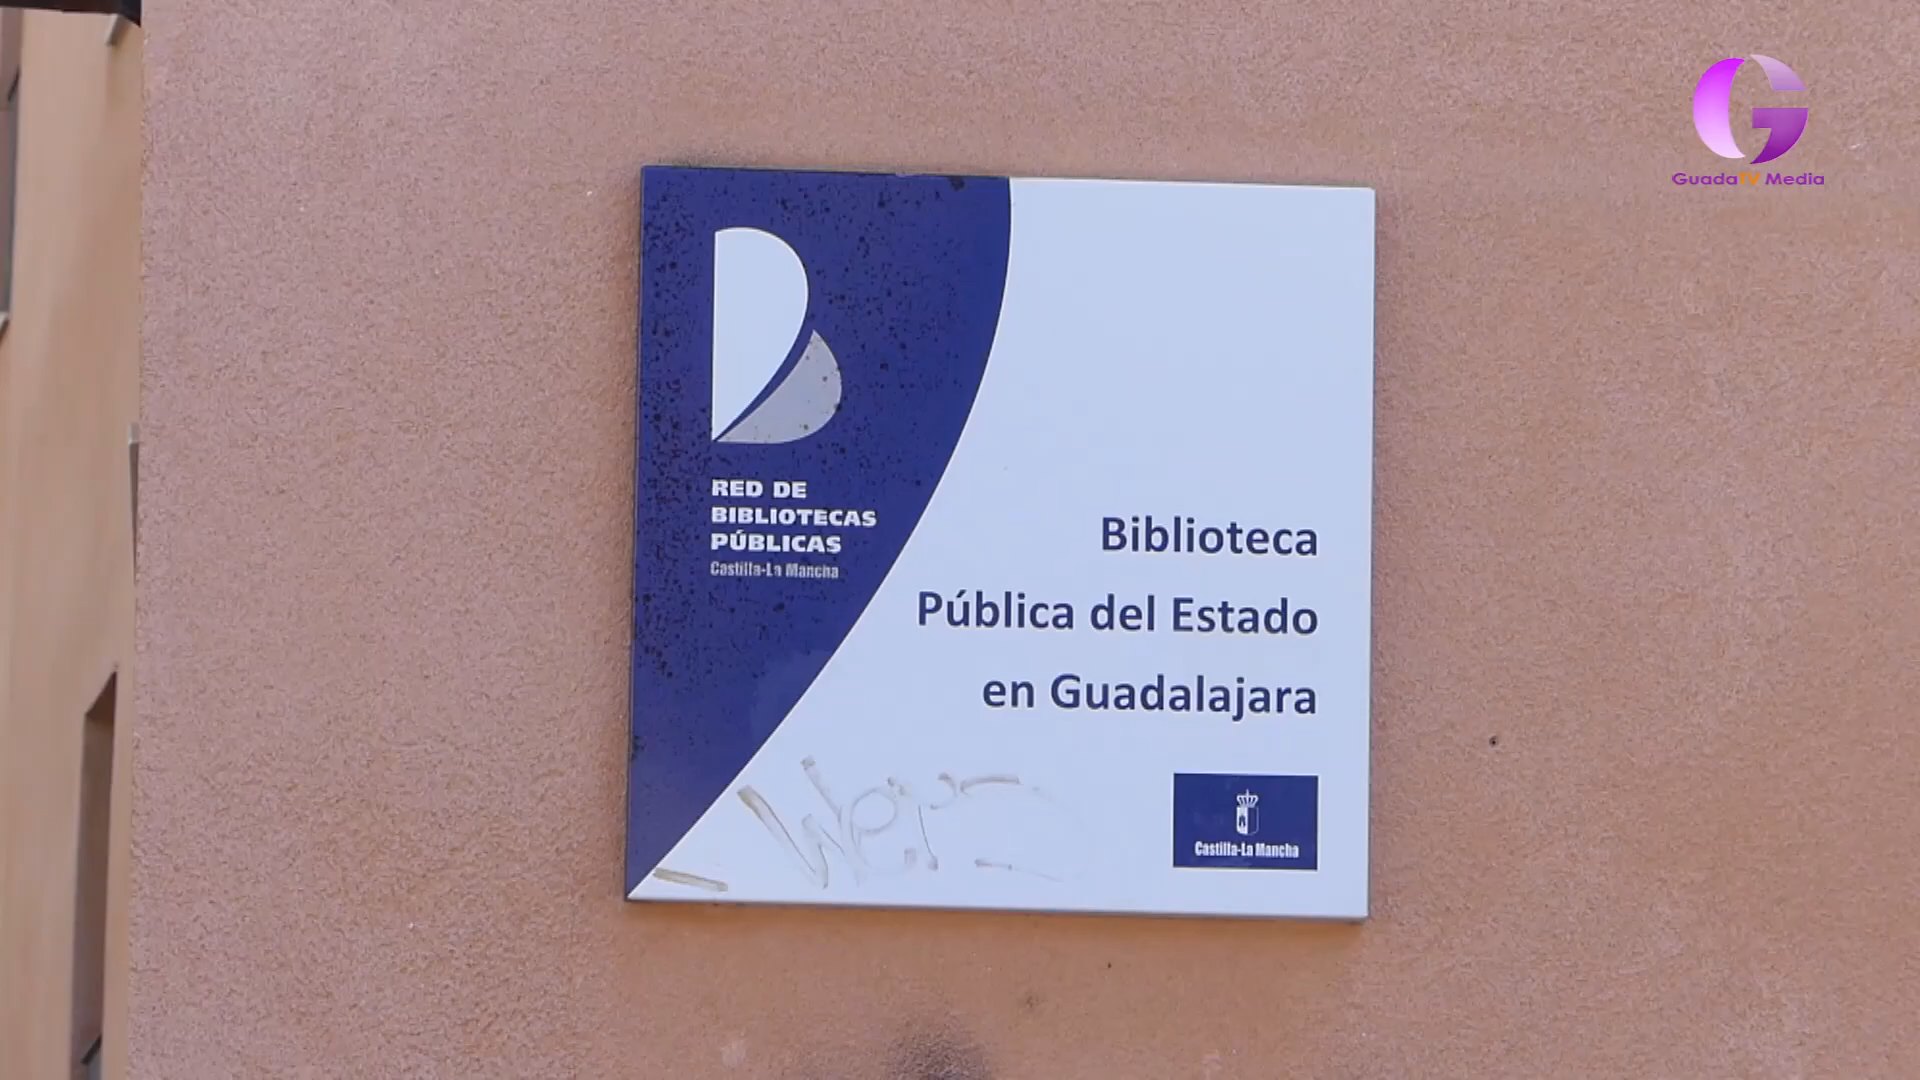 GuadaTV Media
RED DE
BIBLIOTECAS
PÚBLICAS
Castilla-La Mancha
Biblioteca
Pública del Estado
en Guadalajara
Castilla-La Mancha